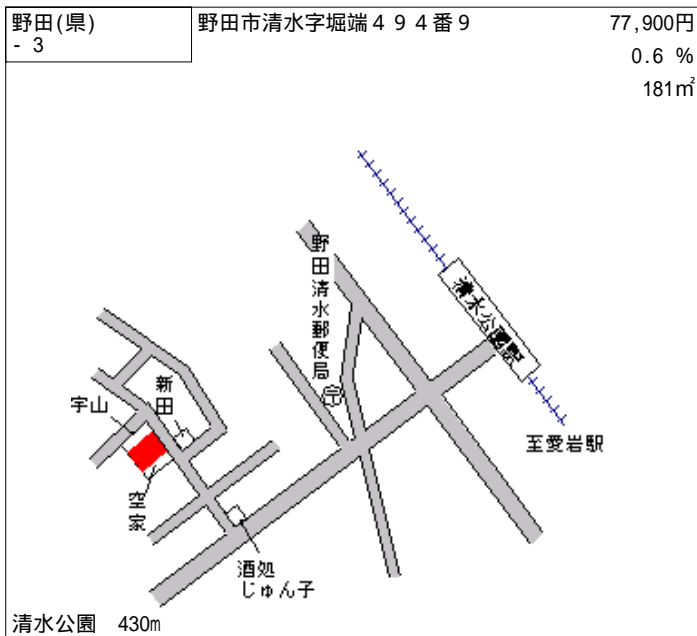 野田(県)
- 3
野田市清水字堀端494番9
77,900円
0.6 %
181㎡
野田清水郵便局
清水公園駅
新田
宇山
至愛宕駅
空家
酒処
じゅん子
清水公園 430m